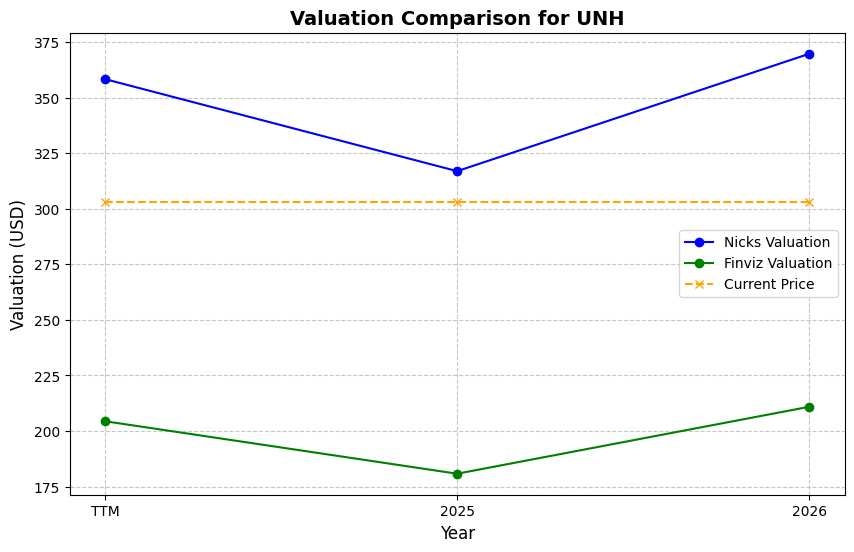 Valuation Comparison for UNH
Valuation (USD)
375
350
325
300
275
250
225
200
175
Nicks Valuation
Finviz Valuation
Current Price
TTM
2025
2026
Year